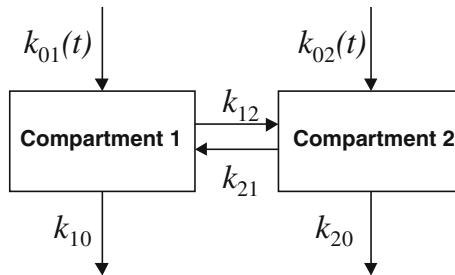 k01(t)
k02(t)
k12
Compartment 1
Compartment 2
k21
k10
k20